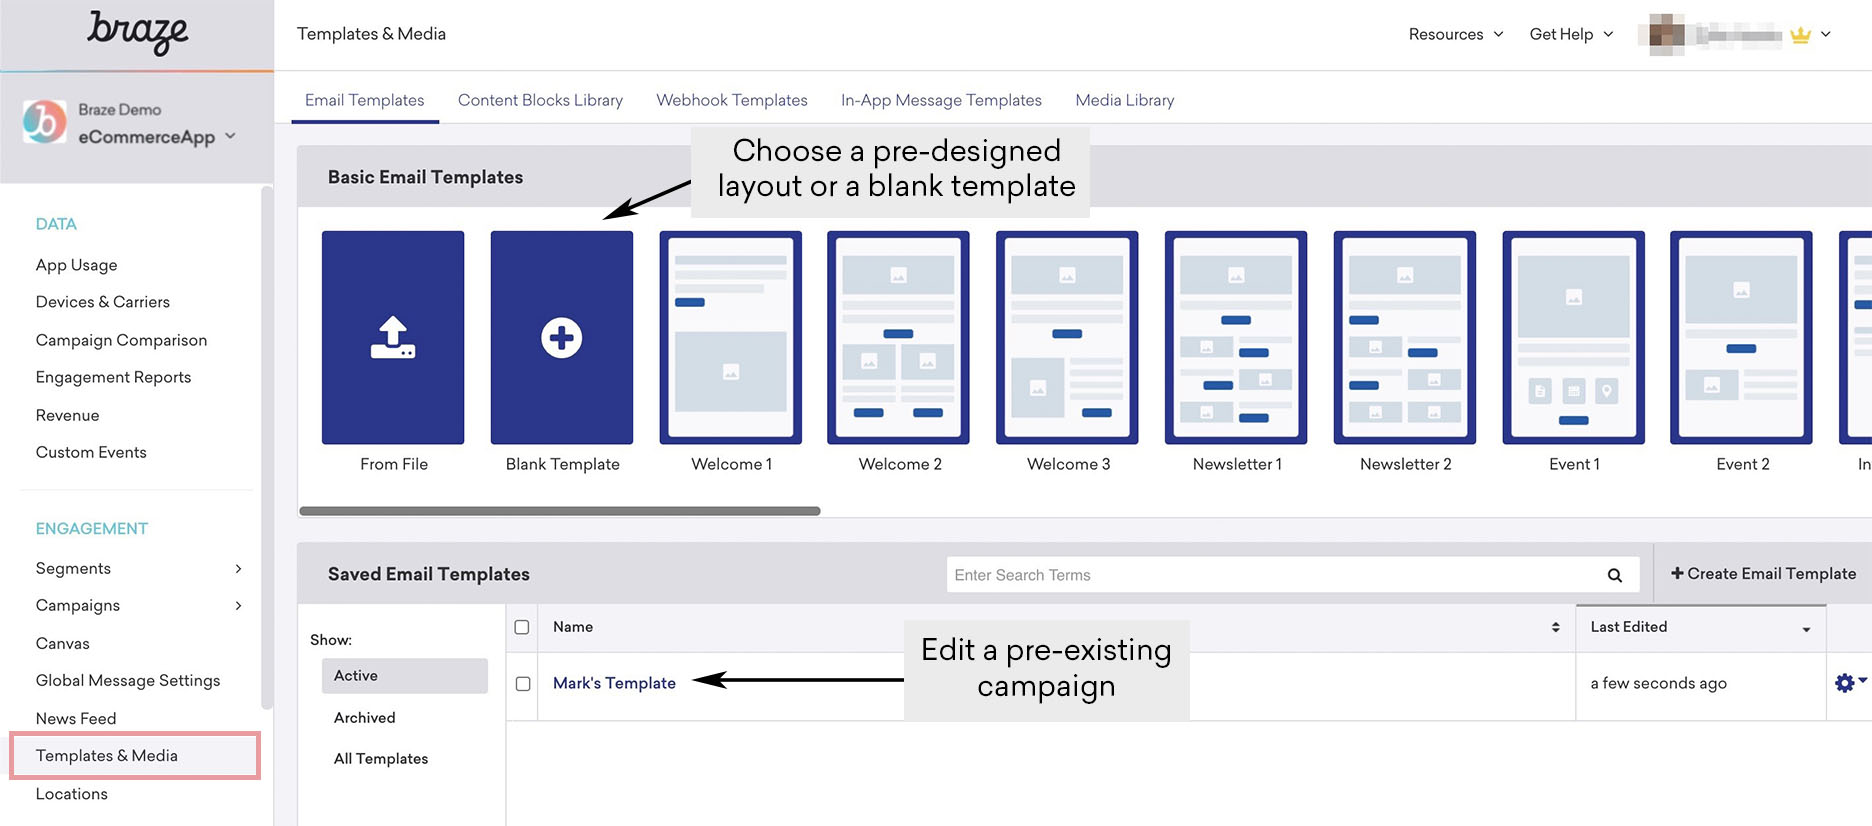 braze
Templates & Media
Resources
Get Help
Braze Demo
eCommerceApp
Email Templates
Content Blocks Library
Webhook Templates
In-App Message Templates
Media Library
Choose a pre-designed
layout or a blank template
Basic Email Templates
From File
Blank Template
Welcome 1
Welcome 2
Welcome 3
Newsletter 1
Newsletter 2
Event 1
Event 2
In
DATA
App Usage
Devices & Carriers
Campaign Comparison
Engagement Reports
Revenue
Custom Events
ENGAGEMENT
Segments
Campaigns
Canvas
Global Message Settings
News Feed
Templates & Media
Locations
Saved Email Templates
Enter Search Terms
Create Email Template
Show:
Active
Archived
All Templates
Name
Last Edited
Mark's Template
a few seconds ago
Edit a pre-existing
campaign